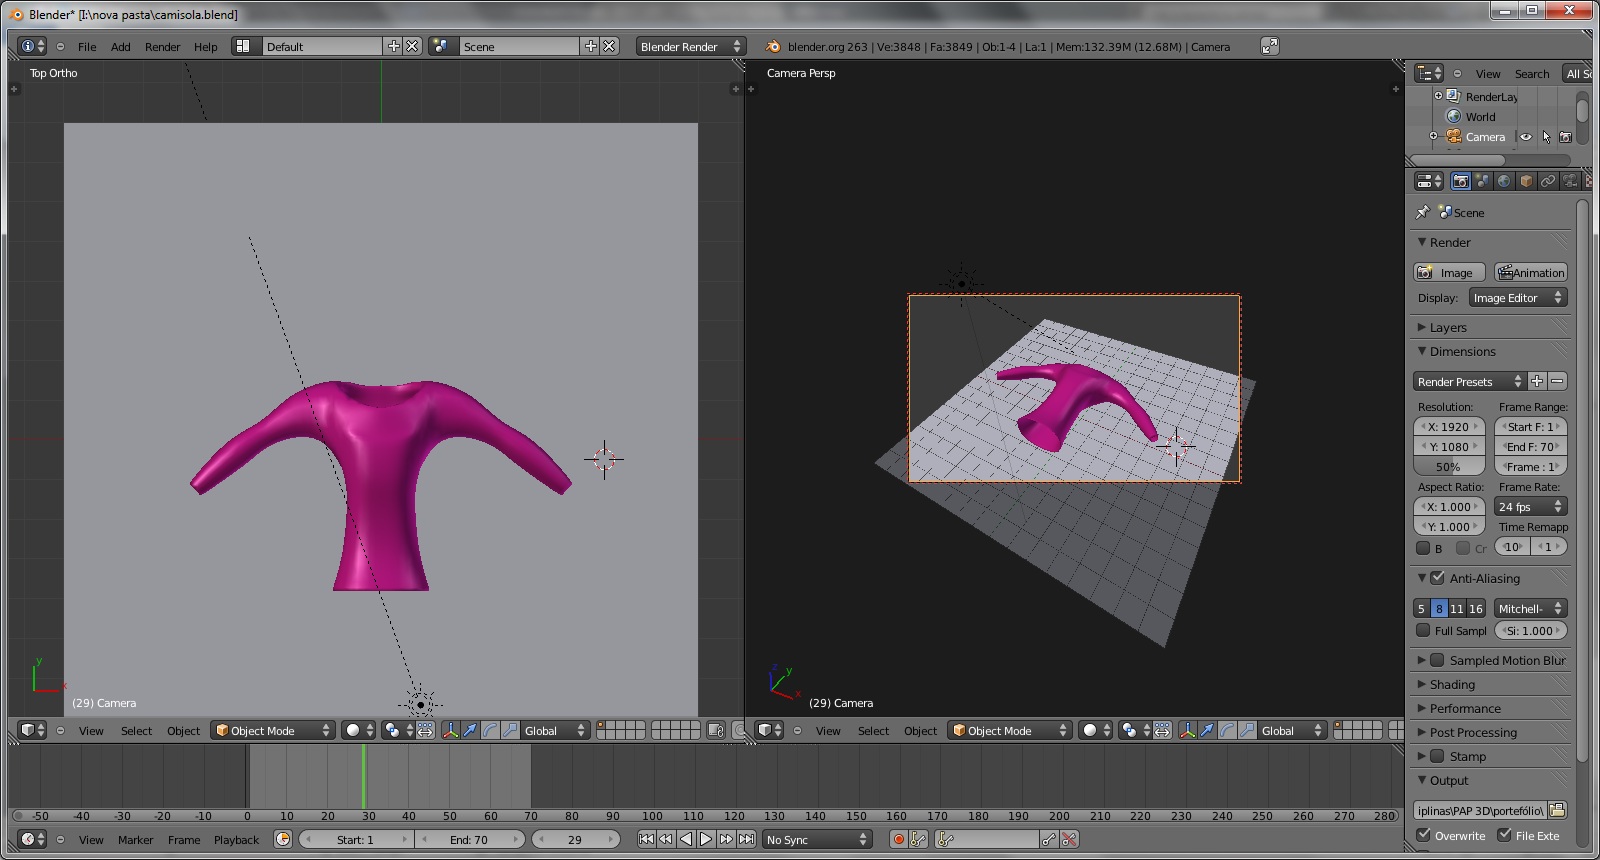 Blender* [I:\nova pasta\camisola.blend]
File Add Render Help Default Scene Blender Render blender.org 263 | Ve:3848 | Fa:3849 | Ob:1-4 | La:1 | Mem:132.39M (12.68M) | Camera
Top Ortho
Camera Persp
(29) Camera
(29) Camera
y
x
z
y
x
View Select Object Object Mode Global
View Select Object Object Mode Global
View Search All Sc
RenderLay
World
Camera
Scene
Render
Image Animation
Display: Image Editor
Layers
Dimensions
Render Presets
Resolution: Frame Range:
X: 1920 Start F: 1
Y: 1080 End F: 70
50% Frame : 1
Aspect Ratio: Frame Rate:
X: 1.000 24 fps
Y: 1.000 Time Remapp
B Cr 10 1
Anti-Aliasing
5 8 11 16 Mitchell-
Full Sampl Si: 1.000
Sampled Motion Blur
Shading
Performance
Post Processing
Stamp
Output
iplinas\PAP 3D\portefólio\
Overwrite File Exte
-50 -40 -30 -20 -10 0 10 20 30 40 50 60 70 80 90 100 110 120 130 140 150 160 170 180 190 200 210 220 230 240 250 260 270 280
View Marker Frame Playback Start: 1 End: 70 29 No Sync